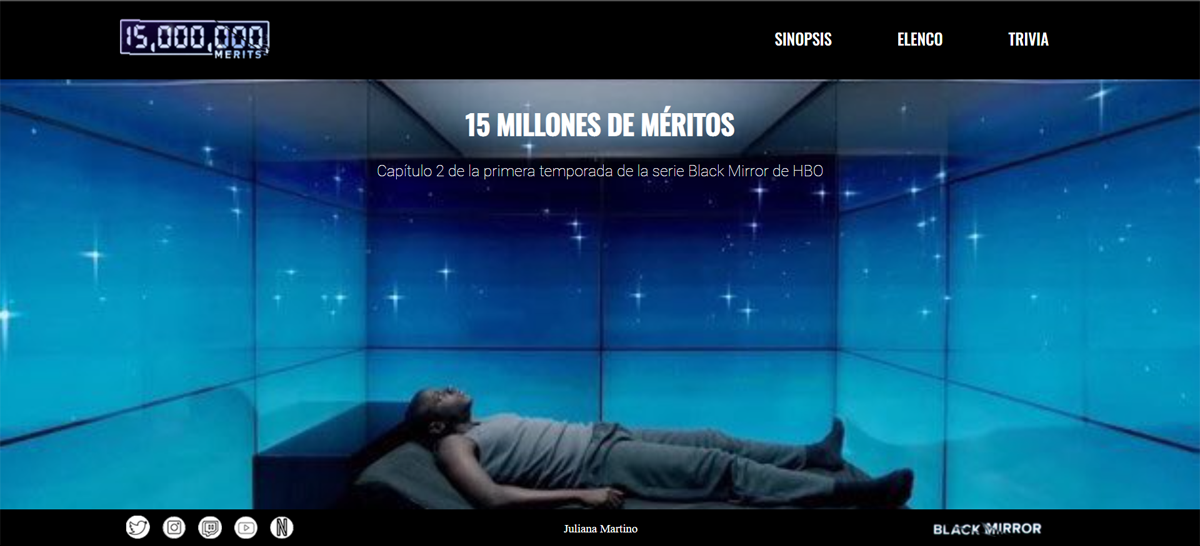 15,000,000
MERITS
SINOPSIS ELENCO TRIVIA
15 MILLONES DE MÉRITOS
Capítulo 2 de la primera temporada de la serie Black Mirror de HBO
N
Juliana Martino
BLACK MIRROR